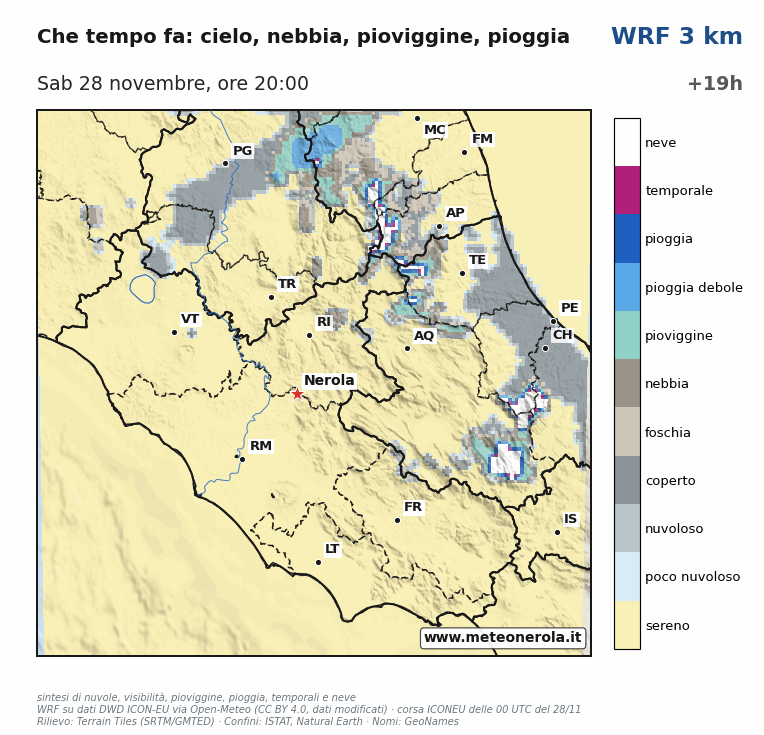 Che tempo fa: cielo, nebbia, pioviggine, pioggia
WRF 3 km
Sab 28 novembre, ore 20:00
+19h
MC
FM
PG
AP
TE
TR
PE
VT
RI
AQ
CH
Nerola
RM
FR
IS
LT
www.meteonerola.it
neve
temporale
pioggia
pioggia debole
pioviggine
nebbia
foschia
coperto
nuvoloso
poco nuvoloso
sereno
sintesi di nuvole, visibilità, pioviggine, pioggia, temporali e neve
WRF su dati DWD ICON-EU via Open-Meteo (CC BY 4.0, dati modificati) · corsa ICONEU delle 00 UTC del 28/11
Rilievo: Terrain Tiles (SRTM/GMTED) · Confini: ISTAT, Natural Earth · Nomi: GeoNames